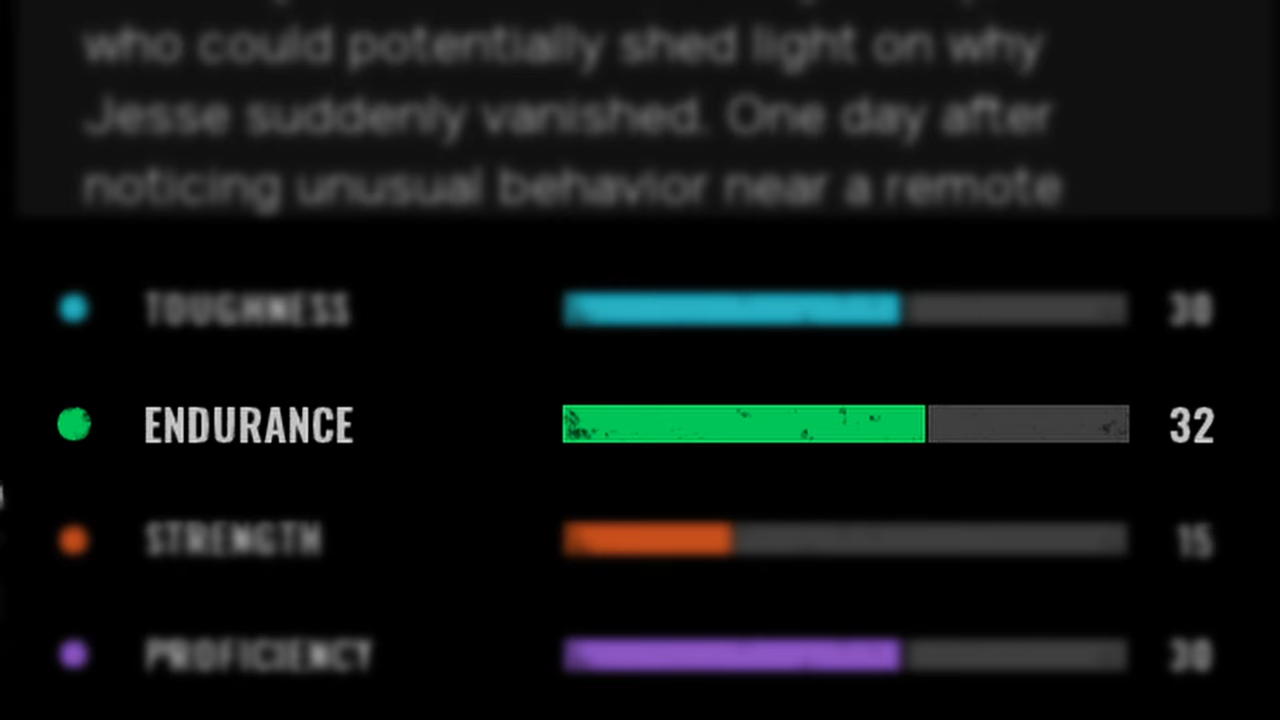 who could potentially shed light on why
Jesse suddenly vanished. One day after
noticing unusual behavior near a remote
TOUGHNESS 30
ENDURANCE 32
STRENGTH 15
PROFICIENCY 30